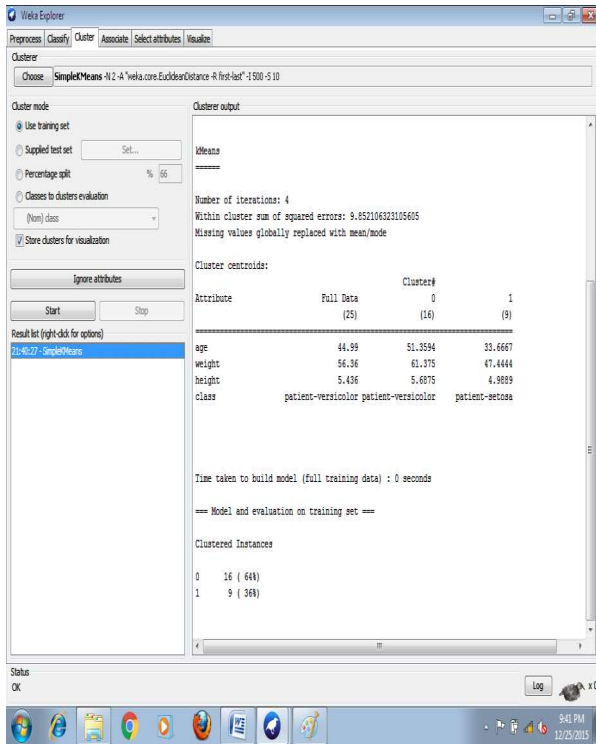 Weka Explorer
Preprocess Classify Cluster Associate Select attributes Visualize
Clusterer
Choose SimpleKMeans -N 2 -A "weka.core.EuclideanDistance -R first-last" -I 500 -S 10
Cluster mode
Use training set
Supplied test set Set...
Percentage split % 66
Classes to clusters evaluation
(Nom) class
Store clusters for visualization
Ignore attributes
Start Stop
Result list (right-click for options)
21:40:27 - SimpleKMeans
Clusterer output
kMeans
======
Number of iterations: 4
Within cluster sum of squared errors: 9.852106323105605
Missing values globally replaced with mean/mode
Cluster centroids:
Cluster#
Attribute Full Data 0 1
(25) (16) (9)
age 44.99 51.3594 33.6667
weight 56.36 61.375 47.4444
height 5.436 5.6875 4.9889
class patient-versicolor patient-versicolor patient-setosa
Time taken to build model (full training data) : 0 seconds
=== Model and evaluation on training set ===
Clustered Instances
0 16 ( 64%)
1 9 ( 36%)
Status
OK
Log
x 0
9:41 PM
12/25/2015